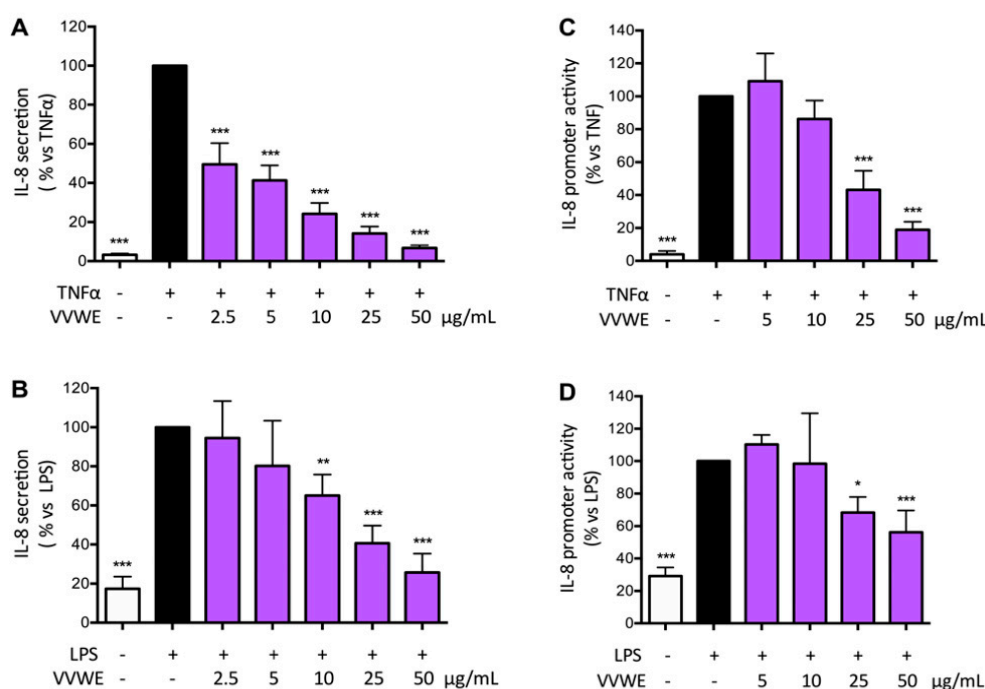 A
IL-8 secretion
( % vs TNFα)
120
100
80
60
40
20
0
***
***
***
***
***
***
TNFα - + + + + + +
VVWE - - 2.5 5 10 25 50 μg/mL
C
IL-8 promoter activity
(% vs TNF)
140
120
100
80
60
40
20
0
***
***
***
TNFα - + + + + +
VVWE - - 5 10 25 50 μg/mL
B
IL-8 secretion
( % vs LPS)
120
100
80
60
40
20
0
***
**
***
***
LPS - + + + + + +
VVWE - - 2.5 5 10 25 50 μg/mL
D
IL-8 promoter activity
(% vs LPS)
140
120
100
80
60
40
20
0
***
*
***
LPS - + + + + +
VVWE - - 5 10 25 50 μg/mL